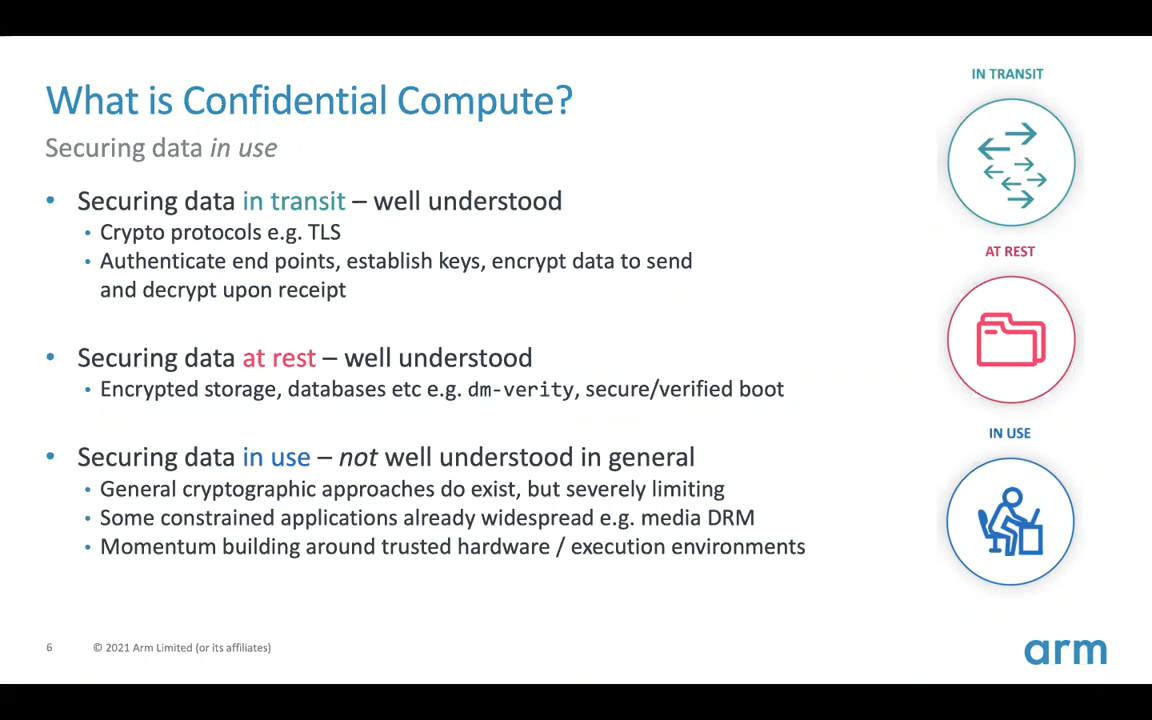 What is Confidential Compute?
Securing data in use
• Securing data in transit – well understood
• Crypto protocols e.g. TLS
• Authenticate end points, establish keys, encrypt data to send
and decrypt upon receipt
• Securing data at rest – well understood
• Encrypted storage, databases etc e.g. dm-verity, secure/verified boot
• Securing data in use – not well understood in general
• General cryptographic approaches do exist, but severely limiting
• Some constrained applications already widespread e.g. media DRM
• Momentum building around trusted hardware / execution environments
IN TRANSIT
AT REST
IN USE
6 © 2021 Arm Limited (or its affiliates)
arm